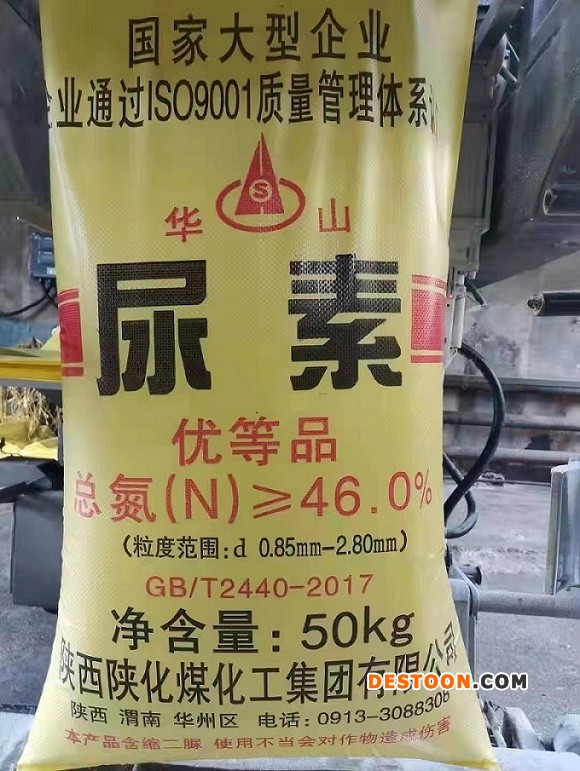 国家大型企业
企业通过ISO9001质量管理体系
S
华 山
尿素
优等品
总氮(N)≥46.0%
(粒度范围:d 0.85mm-2.80mm)
GB/T2440-2017
净含量:50kg
陕西陕化煤化工集团有限公司
DESTOON.COM
陕西 渭南 华州区 电话:0913-3088308
本产品含缩二脲 使用不当会对作物造成伤害